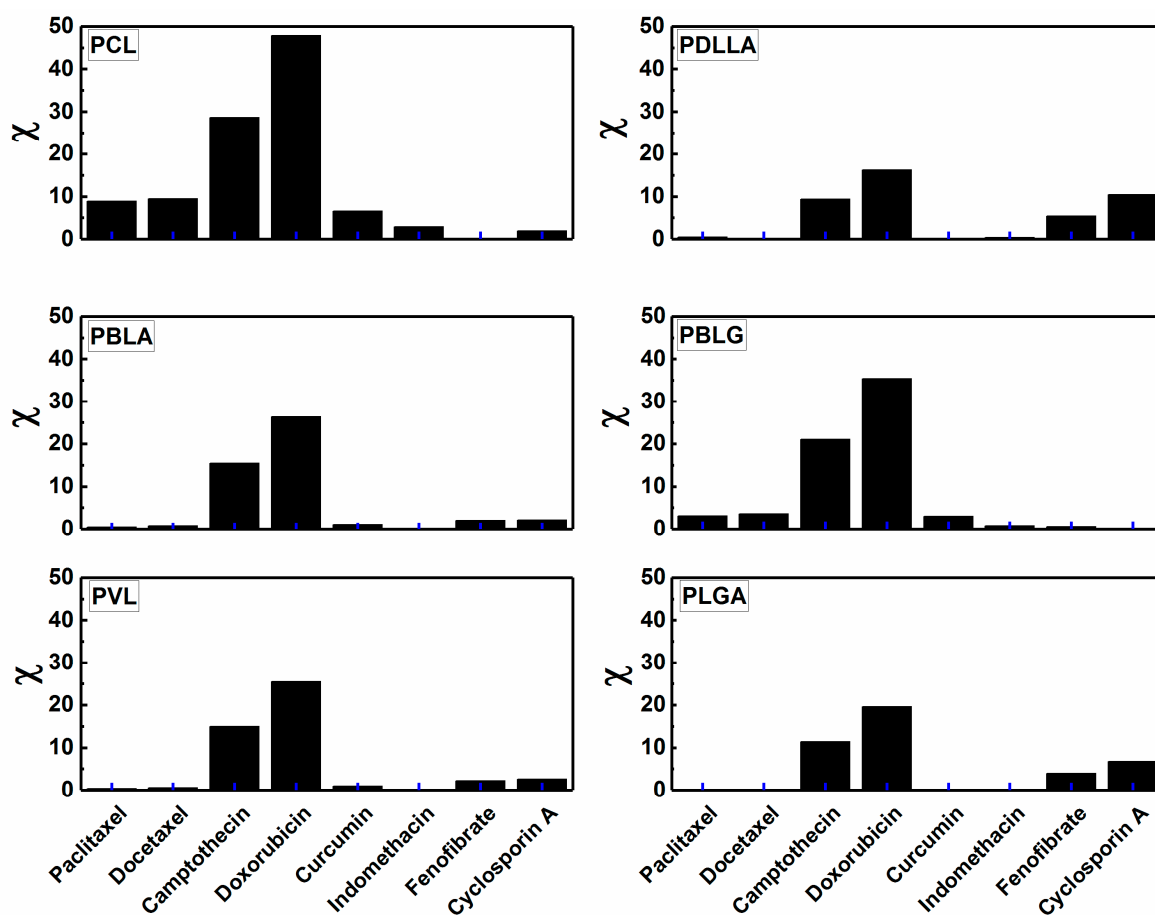 PCL
50
40
30
20
10
0
χ
PDLLA
50
40
30
20
10
0
χ
PBLA
50
40
30
20
10
0
χ
PBLG
50
40
30
20
10
0
χ
PVL
50
40
30
20
10
0
χ
Paclitaxel
Docetaxel
Camptothecin
Doxorubicin
Curcumin
Indomethacin
Fenofibrate
Cyclosporin A
PLGA
50
40
30
20
10
0
χ
Paclitaxel
Docetaxel
Camptothecin
Doxorubicin
Curcumin
Indomethacin
Fenofibrate
Cyclosporin A